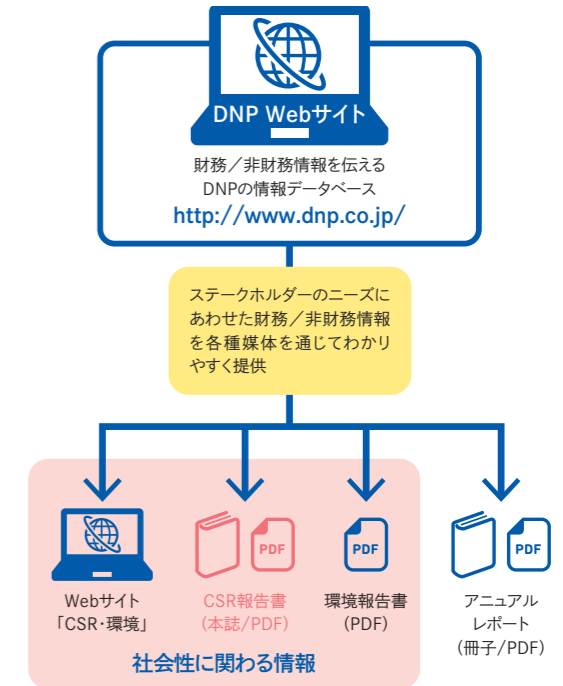 DNP Webサイト
財務／非財務情報を伝える
DNPの情報データベース
http://www.dnp.co.jp/
ステークホルダーのニーズに
あわせた財務／非財務情報
を各種媒体を通じてわかり
やすく提供
PDF
PDF
PDF
Webサイト
「CSR・環境」
CSR報告書
（本誌/PDF）
環境報告書
（PDF）
アニュアル
レポート
（冊子/PDF）
社会性に関わる情報